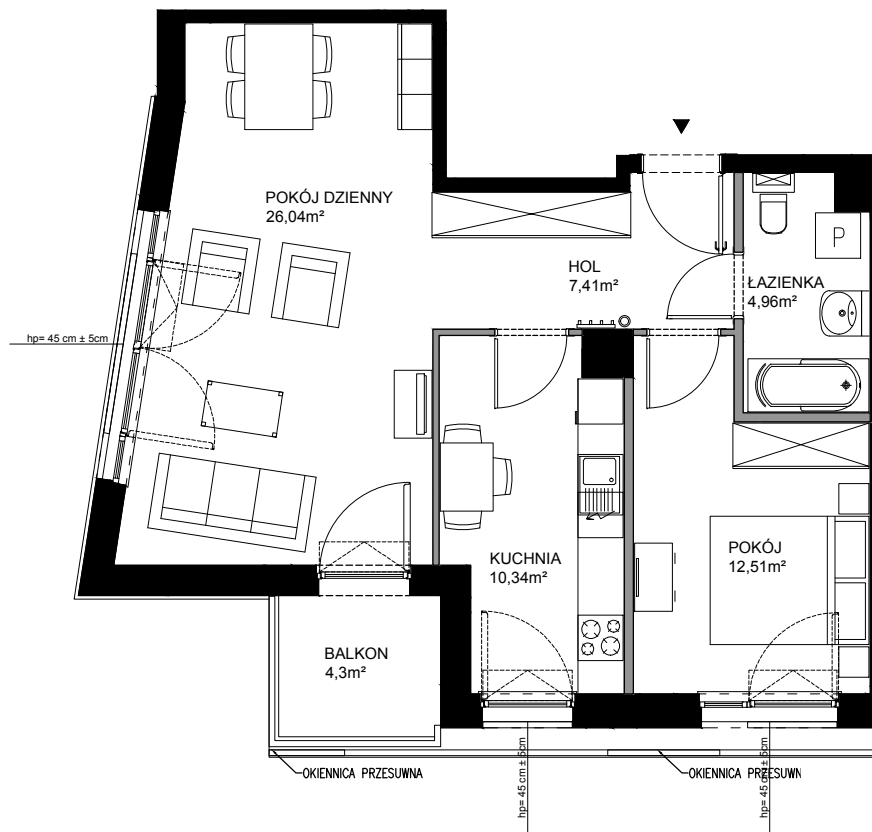 POKÓJ DZIENNY
26,04m²
HOL
7,41m²
P
ŁAZIENKA
4,96m²
hp= 45 cm ± 5cm
KUCHNIA
10,34m²
POKÓJ
12,51m²
BALKON
4,3m²
OKIENNICA PRZESUWNA
hp= 45 cm ± 5cm
OKIENNICA PRZESUWN
hp= 45 cm ± 5cm